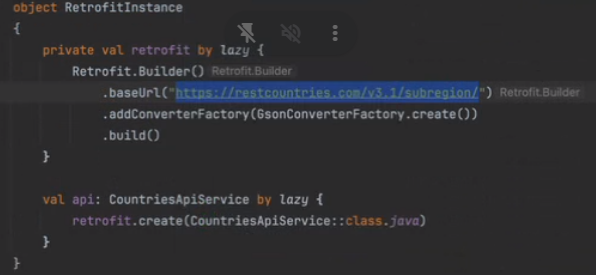 object RetrofitInstance
{
private val retrofit by lazy {
Retrofit.Builder() Retrofit.Builder
.baseUrl("https://restcountries.com/v3.1/subregion/") Retrofit.Builder
.addConverterFactory(GsonConverterFactory.create())
.build()
}
val api: CountriesApiService by lazy {
retrofit.create(CountriesApiService::class.java)
}
}